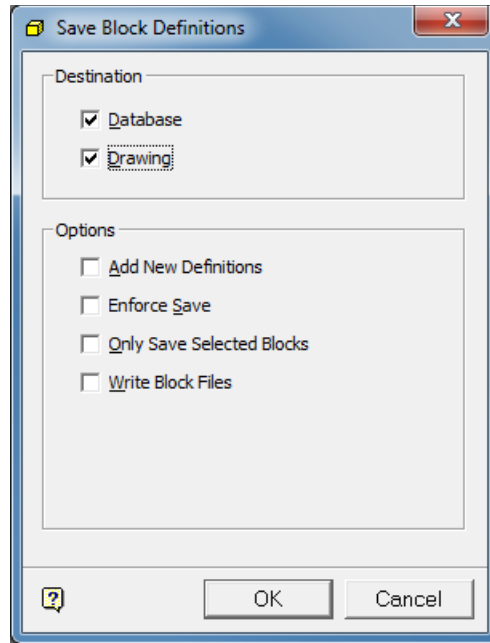 Save Block Definitions
Destination
Database
Drawing
Options
Add New Definitions
Enforce Save
Only Save Selected Blocks
Write Block Files
OK
Cancel